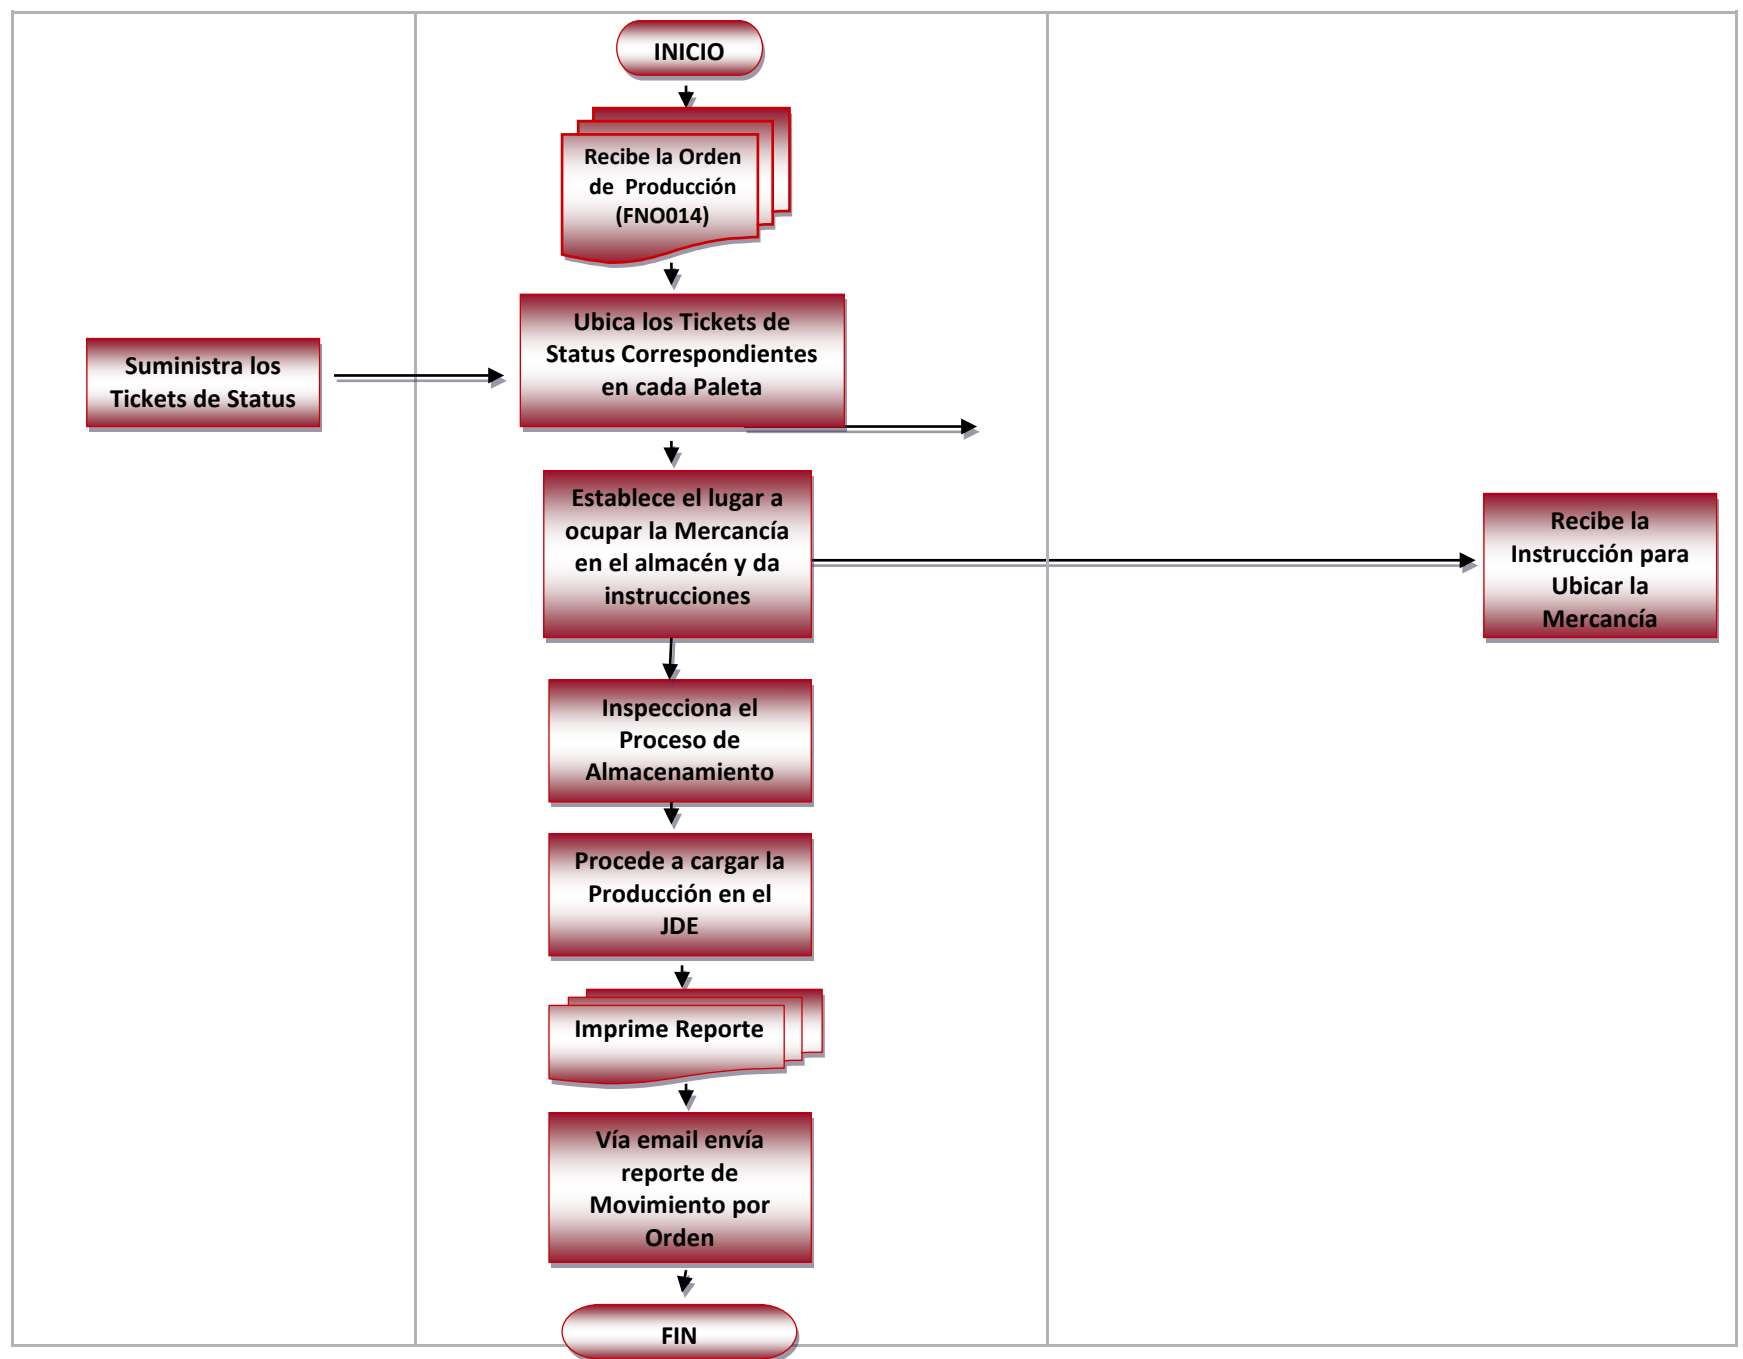 INICIO
Recibe la Orden
de Producción
(FNO014)
Suministra los
Tickets de Status
Ubica los Tickets de
Status Correspondientes
en cada Paleta
Establece el lugar a
ocupar la Mercancía
en el almacén y da
instrucciones
Recibe la
Instrucción para
Ubicar la
Mercancía
Inspecciona el
Proceso de
Almacenamiento
Procede a cargar la
Producción en el
JDE
Imprime Reporte
Vía email envía
reporte de
Movimiento por
Orden
FIN